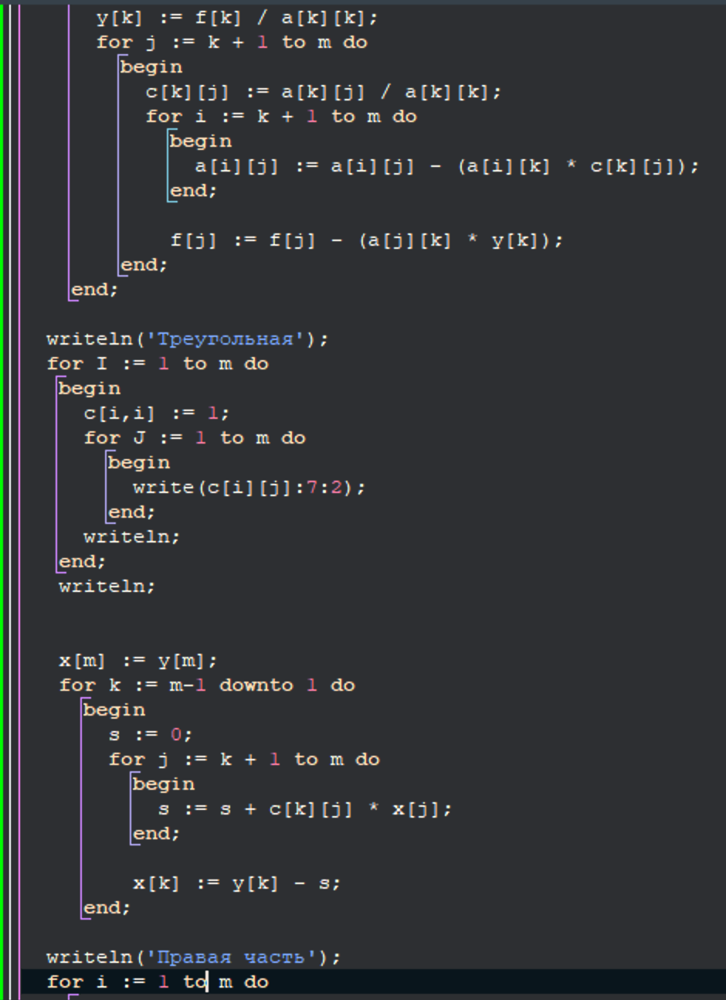 y[k] := f[k] / a[k][k];
for j := k + 1 to m do
begin
c[k][j] := a[k][j] / a[k][k];
for i := k + 1 to m do
begin
a[i][j] := a[i][j] - (a[i][k] * c[k][j]);
end;
f[j] := f[j] - (a[j][k] * y[k]);
end;
end;
writeln('Треугольная');
for I := 1 to m do
begin
c[i,i] := 1;
for J := 1 to m do
begin
write(c[i][j]:7:2);
end;
writeln;
end;
writeln;
x[m] := y[m];
for k := m-1 downto 1 do
begin
s := 0;
for j := k + 1 to m do
begin
s := s + c[k][j] * x[j];
end;
x[k] := y[k] - s;
end;
writeln('Правая часть');
for i := 1 to m do